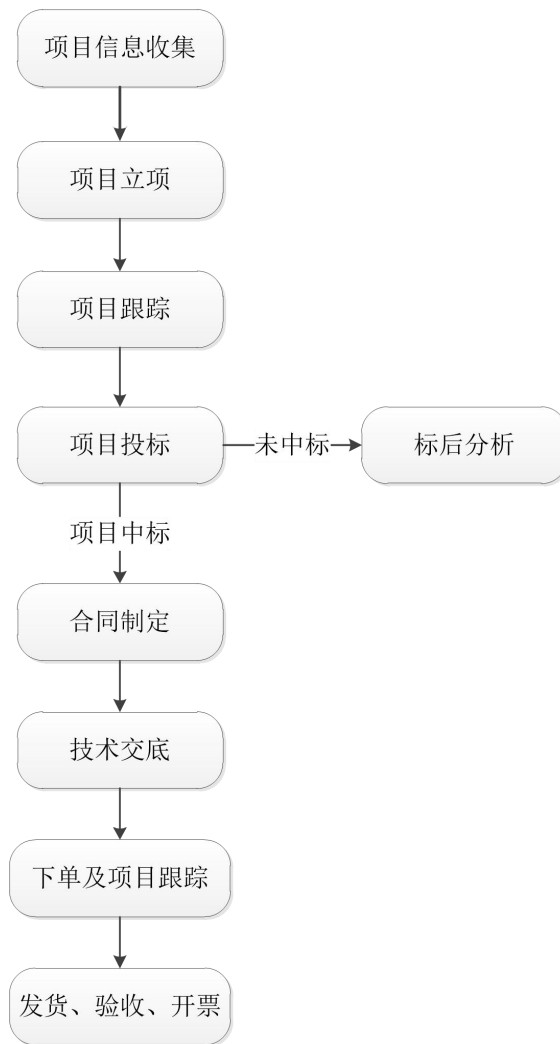 项目信息收集
项目立项
项目跟踪
项目投标
未中标
标后分析
项目中标
合同制定
技术交底
下单及项目跟踪
发货、验收、开票